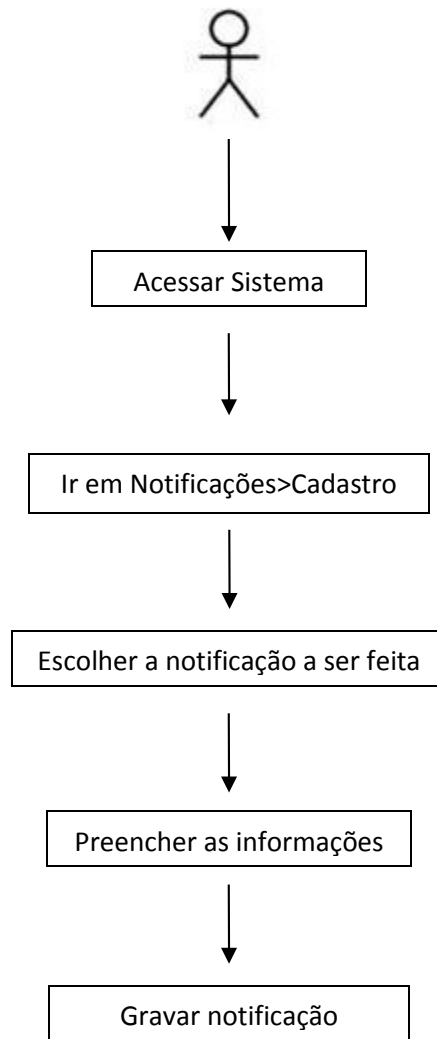 Acessar Sistema
Ir em Notificações>Cadastro
Escolher a notificação a ser feita
Preencher as informações
Gravar notificação